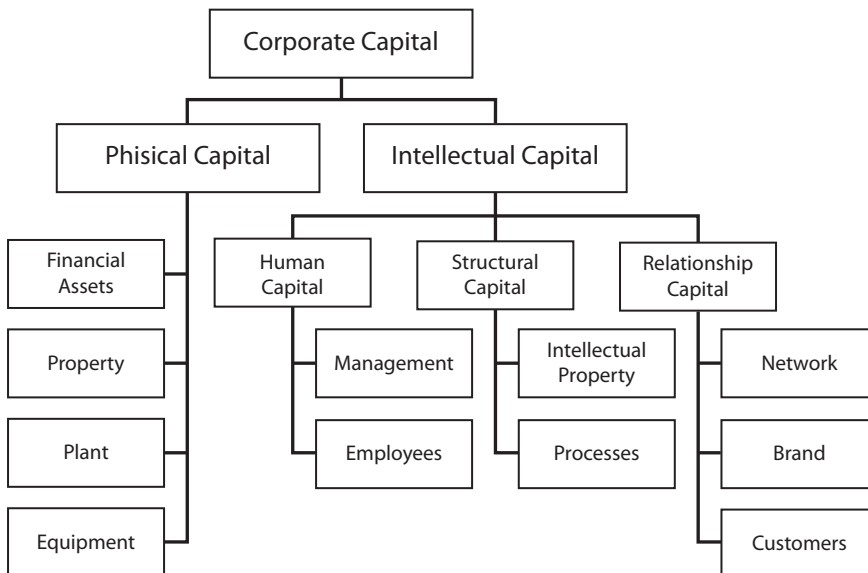 Corporate Capital
Phisical Capital
Intellectual Capital
Financial
Assets
Property
Plant
Equipment
Human
Capital
Management
Employees
Structural
Capital
Intellectual
Property
Processes
Relationship
Capital
Network
Brand
Customers